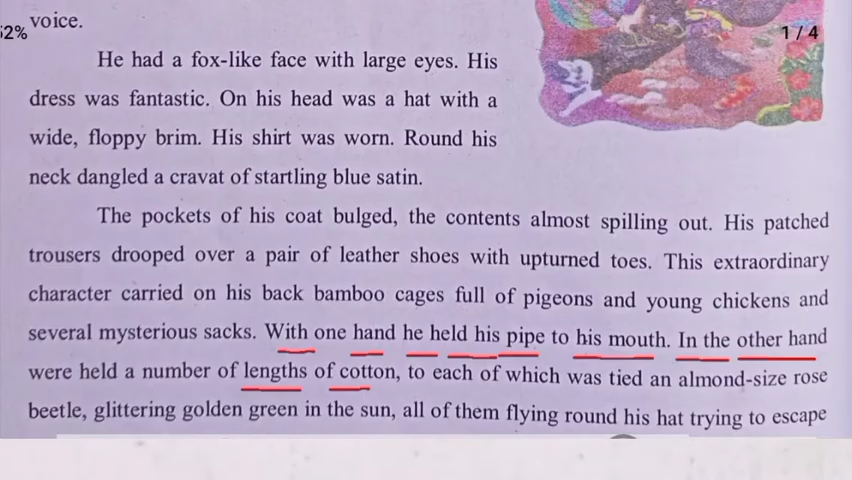 voice.
52%
1 / 4
He had a fox-like face with large eyes. His
dress was fantastic. On his head was a hat with a
wide, floppy brim. His shirt was worn. Round his
neck dangled a cravat of startling blue satin.
The pockets of his coat bulged, the contents almost spilling out. His patched
trousers drooped over a pair of leather shoes with upturned toes. This extraordinary
character carried on his back bamboo cages full of pigeons and young chickens and
several mysterious sacks. With one hand he held his pipe to his mouth. In the other hand
were held a number of lengths of cotton, to each of which was tied an almond-size rose
beetle, glittering golden green in the sun, all of them flying round his hat trying to escape